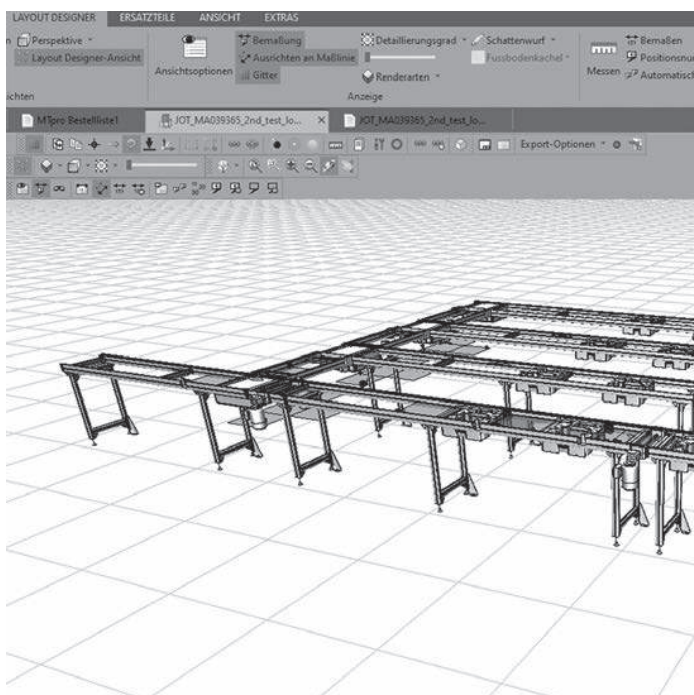 LAYOUT DESIGNER ERSATZTEILE ANSICHT EXTRAS
n Perspektive
Layout Designer-Ansicht
ichten
Ansichtsoptionen
Bemaßung
Ausrichten an Maßlinie
Gitter
Detaillierungsgrad
Renderarten
Schattenwurf
Fussbodenkachel
Anzeige
Messen
Bemaßen
Positionsnu
Automatisch
MTpro Bestellliste1 JOT_MA039365_2nd_test_lo... X JOT_MA039365_2nd_test_lo...
Export-Optionen